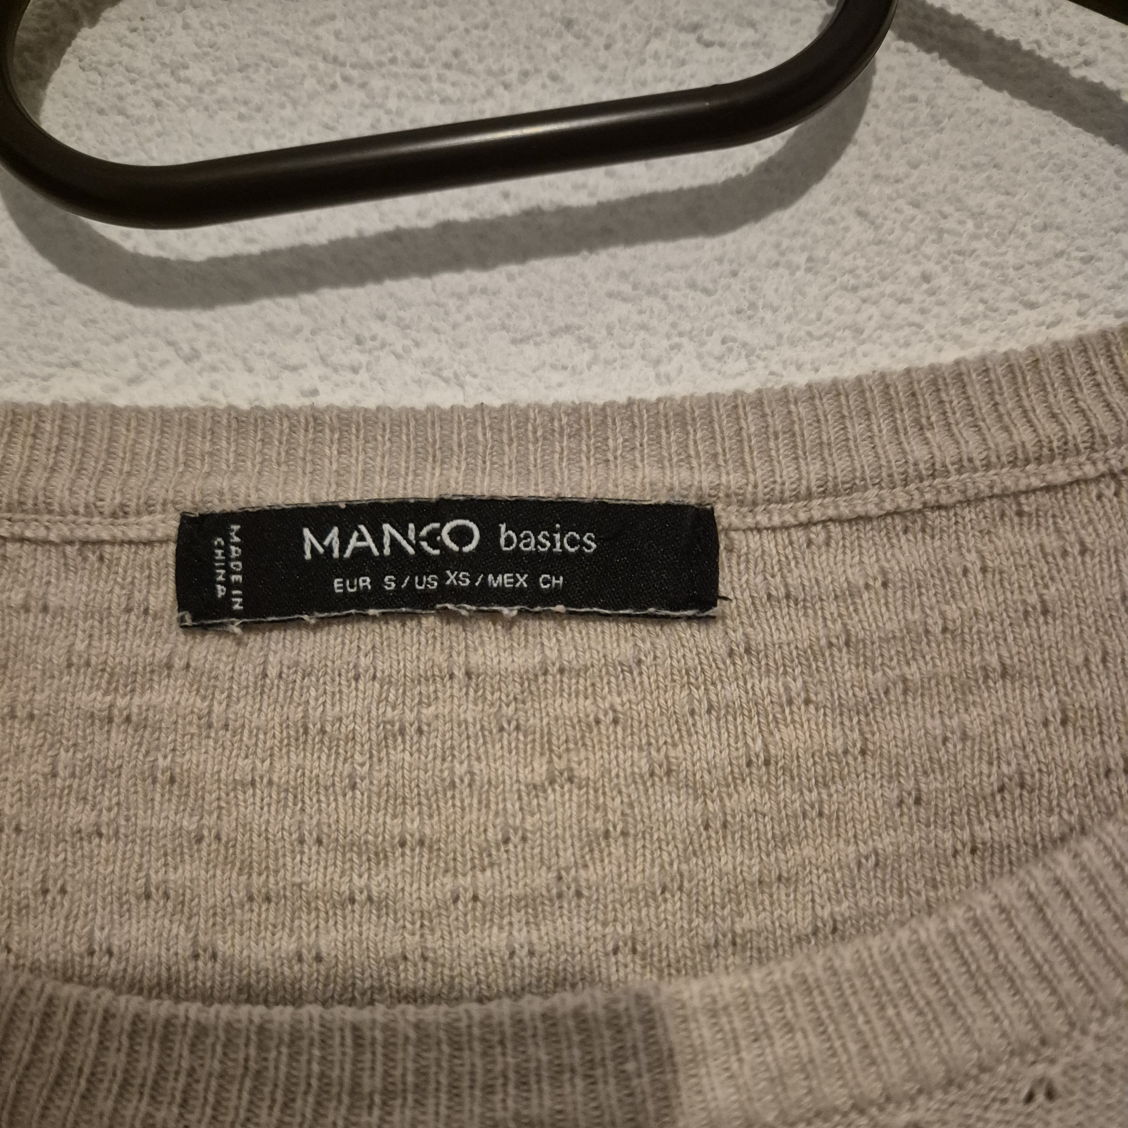 MANGO basics
EUR S / US XS / MEX CH
MADE IN
CHINA